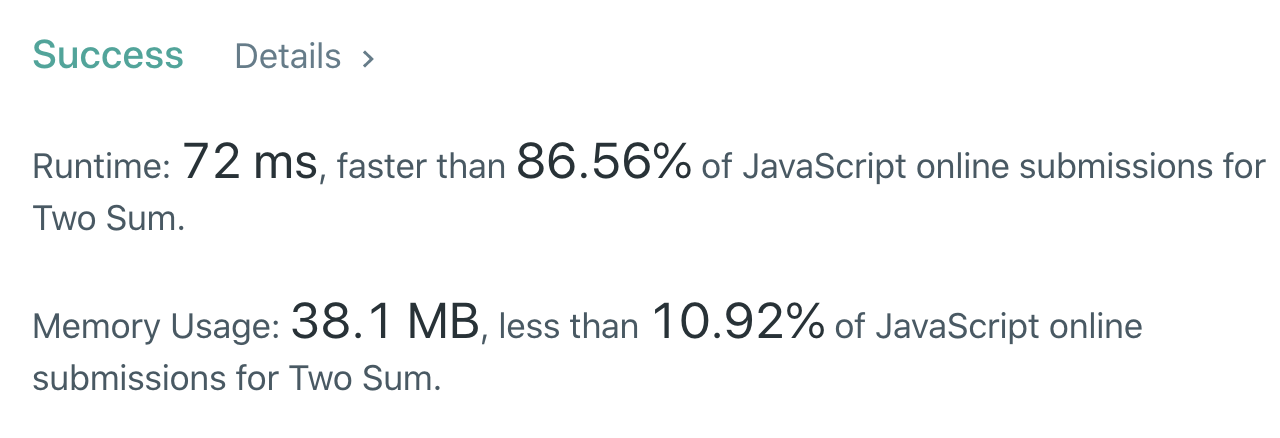 Success Details >
Runtime: 72 ms, faster than 86.56% of JavaScript online submissions for
Two Sum.
Memory Usage: 38.1 MB, less than 10.92% of JavaScript online
submissions for Two Sum.